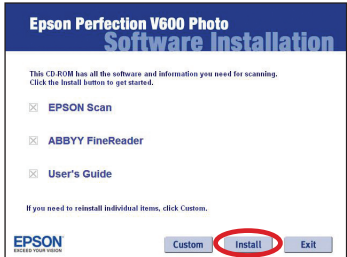 Epson Perfection V600 Photo
Software Installation
This CD-ROM has all the software and information you need for scanning.
Click the Install button to get started.
EPSON Scan
ABBYY FineReader
User's Guide
If you need to reinstall individual items, click Custom.
EPSON
EXCEED YOUR VISION
Custom
Install
Exit